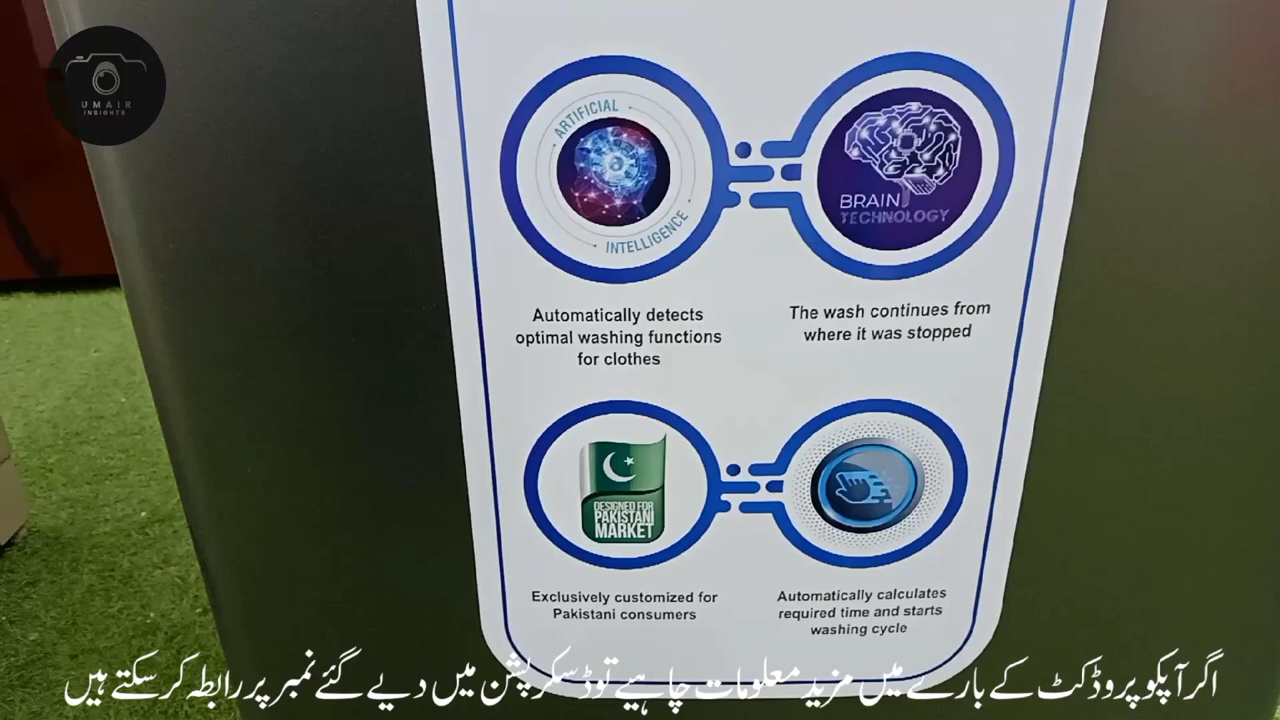 UMAIR
INSIGHTS
ARTIFICIAL
INTELLIGENCE
BRAIN
TECHNOLOGY
Automatically detects
optimal washing functions
for clothes
The wash continues from
where it was stopped
DESIGNED FOR
PAKISTANI
MARKET
Exclusively customized for
Pakistani consumers
Automatically calculates
required time and starts
washing cycle
اگر آپکو پروڈکٹ کے بارے میں مزید معلومات چاہیے تو ڈسکرپشن میں دیے گئے نمبر پر رابطہ کر سکتے ہیں